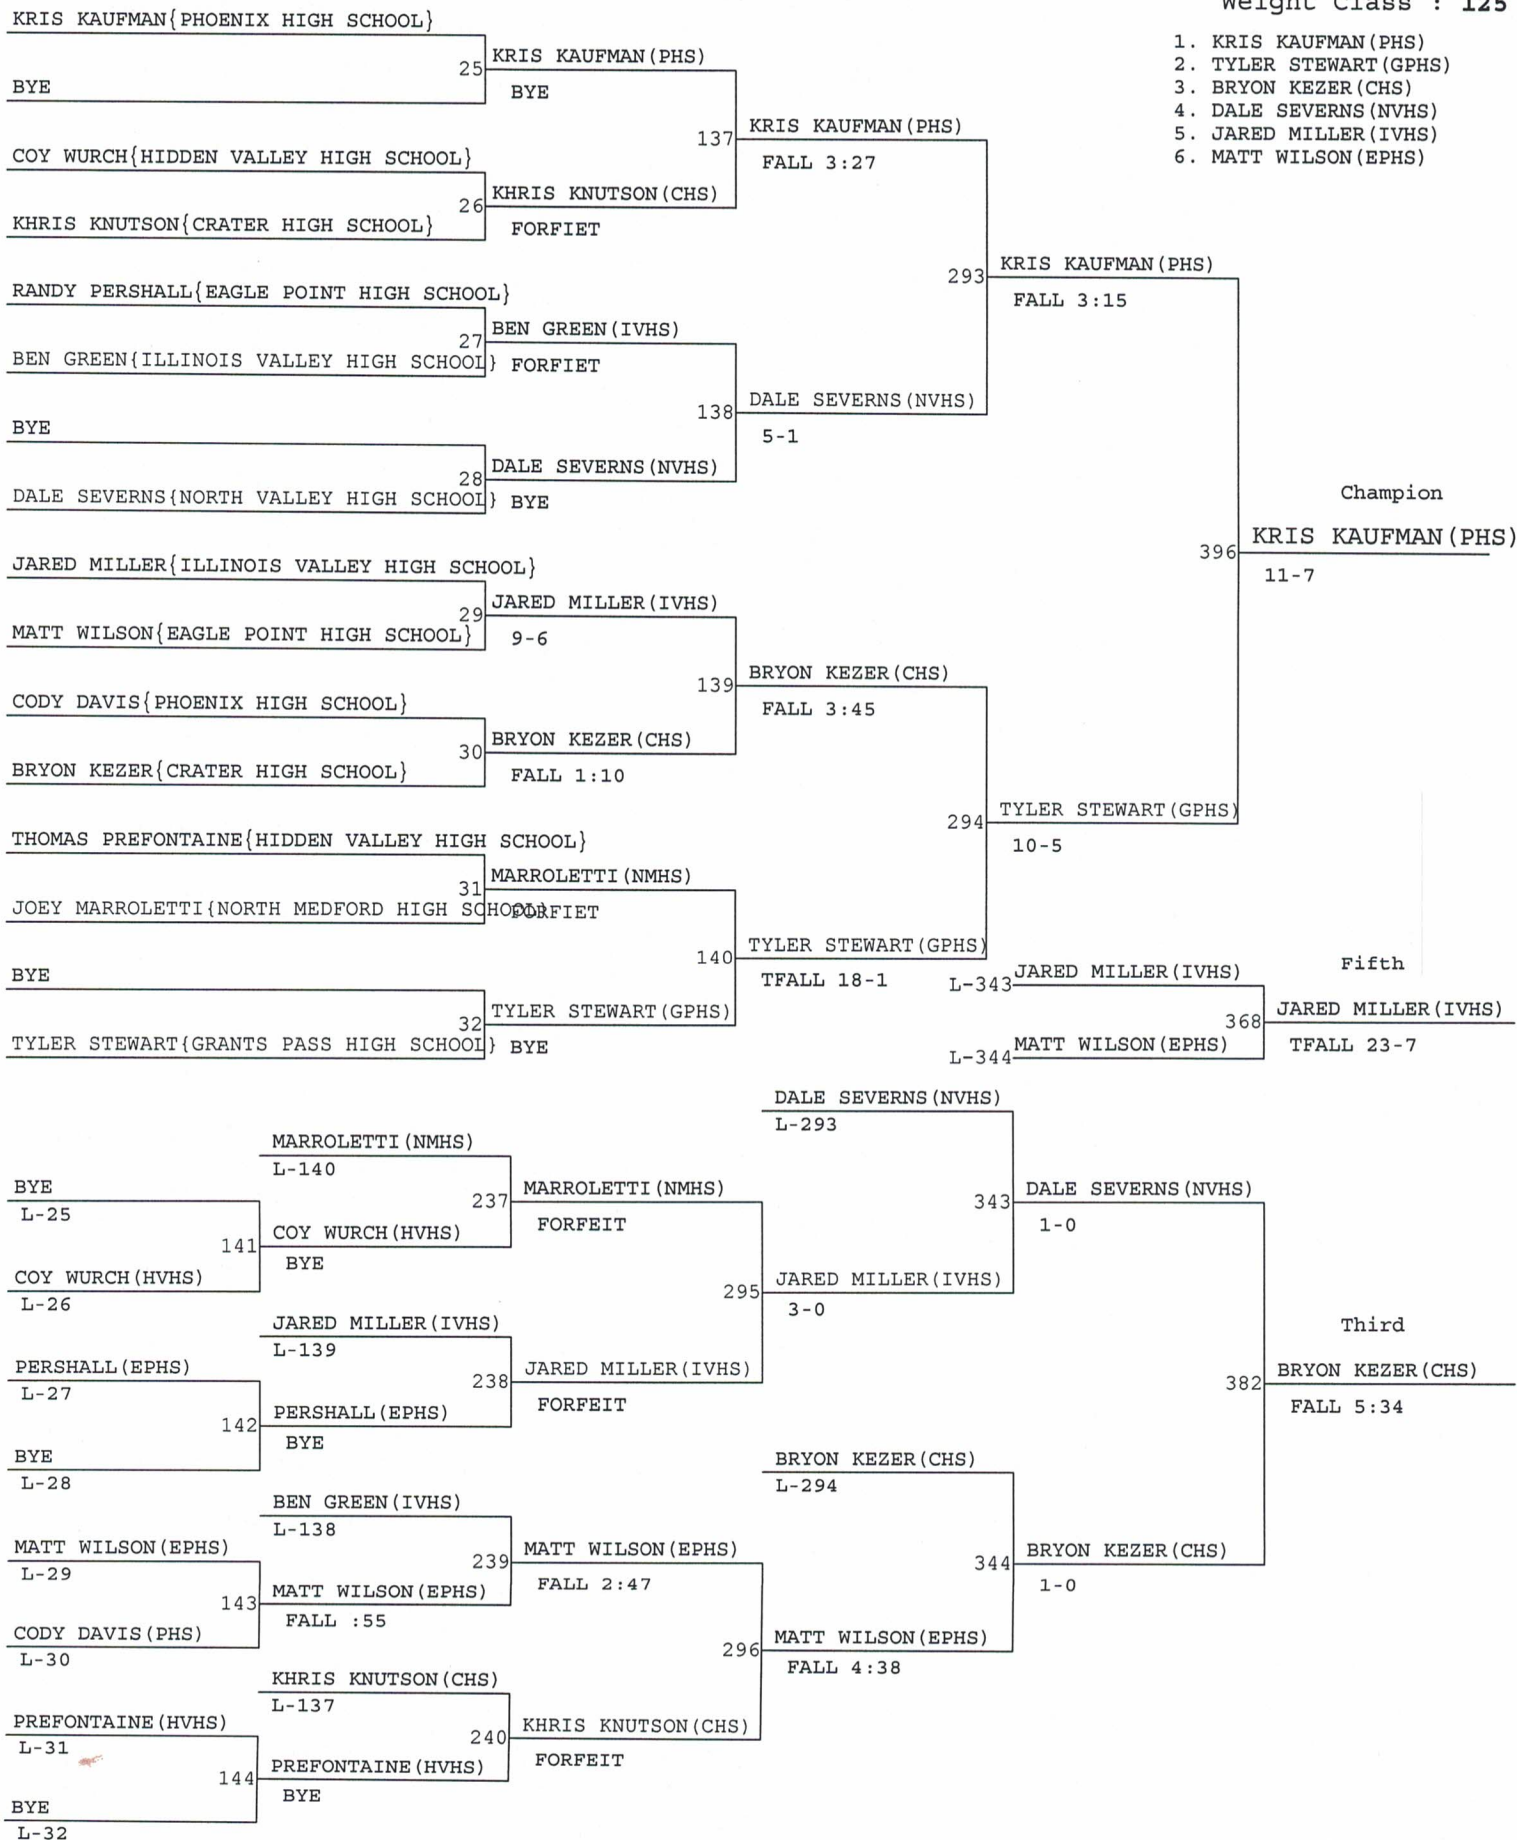 Weight Class : 125
1. KRIS KAUFMAN(PHS)
2. TYLER STEWART(GPHS)
3. BRYON KEZER(CHS)
4. DALE SEVERNS(NVHS)
5. JARED MILLER(IVHS)
6. MATT WILSON(EPHS)
KRIS KAUFMAN{PHOENIX HIGH SCHOOL}
25 KRIS KAUFMAN(PHS)
BYE
BYE
137 KRIS KAUFMAN(PHS)
FALL 3:27
COY WURCH{HIDDEN VALLEY HIGH SCHOOL}
26 KHRIS KNUTSON(CHS)
KHRIS KNUTSON{CRATER HIGH SCHOOL}
FORFIET
293 KRIS KAUFMAN(PHS)
FALL 3:15
RANDY PERSHALL{EAGLE POINT HIGH SCHOOL}
27 BEN GREEN(IVHS)
BEN GREEN{ILLINOIS VALLEY HIGH SCHOOL} FORFIET
138 DALE SEVERNS(NVHS)
5-1
BYE
28 DALE SEVERNS(NVHS)
DALE SEVERNS{NORTH VALLEY HIGH SCHOOL} BYE
Champion
396 KRIS KAUFMAN(PHS)
11-7
JARED MILLER{ILLINOIS VALLEY HIGH SCHOOL}
29 JARED MILLER(IVHS)
MATT WILSON{EAGLE POINT HIGH SCHOOL} 9-6
139 BRYON KEZER(CHS)
FALL 3:45
CODY DAVIS{PHOENIX HIGH SCHOOL}
30 BRYON KEZER(CHS)
BRYON KEZER{CRATER HIGH SCHOOL} FALL 1:10
294 TYLER STEWART(GPHS)
10-5
THOMAS PREFONTAINE{HIDDEN VALLEY HIGH SCHOOL}
31 MARROLETTI(NMHS)
JOEY MARROLETTI{NORTH MEDFORD HIGH SCHOOL} FORFIET
140 TYLER STEWART(GPHS)
TFALL 18-1
BYE
32 TYLER STEWART(GPHS)
TYLER STEWART{GRANTS PASS HIGH SCHOOL} BYE
Fifth
L-343 JARED MILLER(IVHS)
368 JARED MILLER(IVHS)
L-344 MATT WILSON(EPHS)
TFALL 23-7
DALE SEVERNS(NVHS)
L-293
MARROLETTI(NMHS)
L-140
BYE
L-25
237 MARROLETTI(NMHS)
FORFEIT
343 DALE SEVERNS(NVHS)
1-0
141 COY WURCH(HVHS)
BYE
COY WURCH(HVHS)
L-26
295 JARED MILLER(IVHS)
3-0
JARED MILLER(IVHS)
L-139
Third
PERSHALL(EPHS)
L-27
238 JARED MILLER(IVHS)
FORFEIT
382 BRYON KEZER(CHS)
FALL 5:34
142 PERSHALL(EPHS)
BYE
BYE
L-28
BRYON KEZER(CHS)
L-294
BEN GREEN(IVHS)
L-138
MATT WILSON(EPHS)
L-29
239 MATT WILSON(EPHS)
FALL 2:47
344 BRYON KEZER(CHS)
1-0
143 MATT WILSON(EPHS)
FALL :55
CODY DAVIS(PHS)
L-30
296 MATT WILSON(EPHS)
FALL 4:38
KHRIS KNUTSON(CHS)
L-137
PREFONTAINE(HVHS)
L-31
240 KHRIS KNUTSON(CHS)
FORFEIT
144 PREFONTAINE(HVHS)
BYE
BYE
L-32